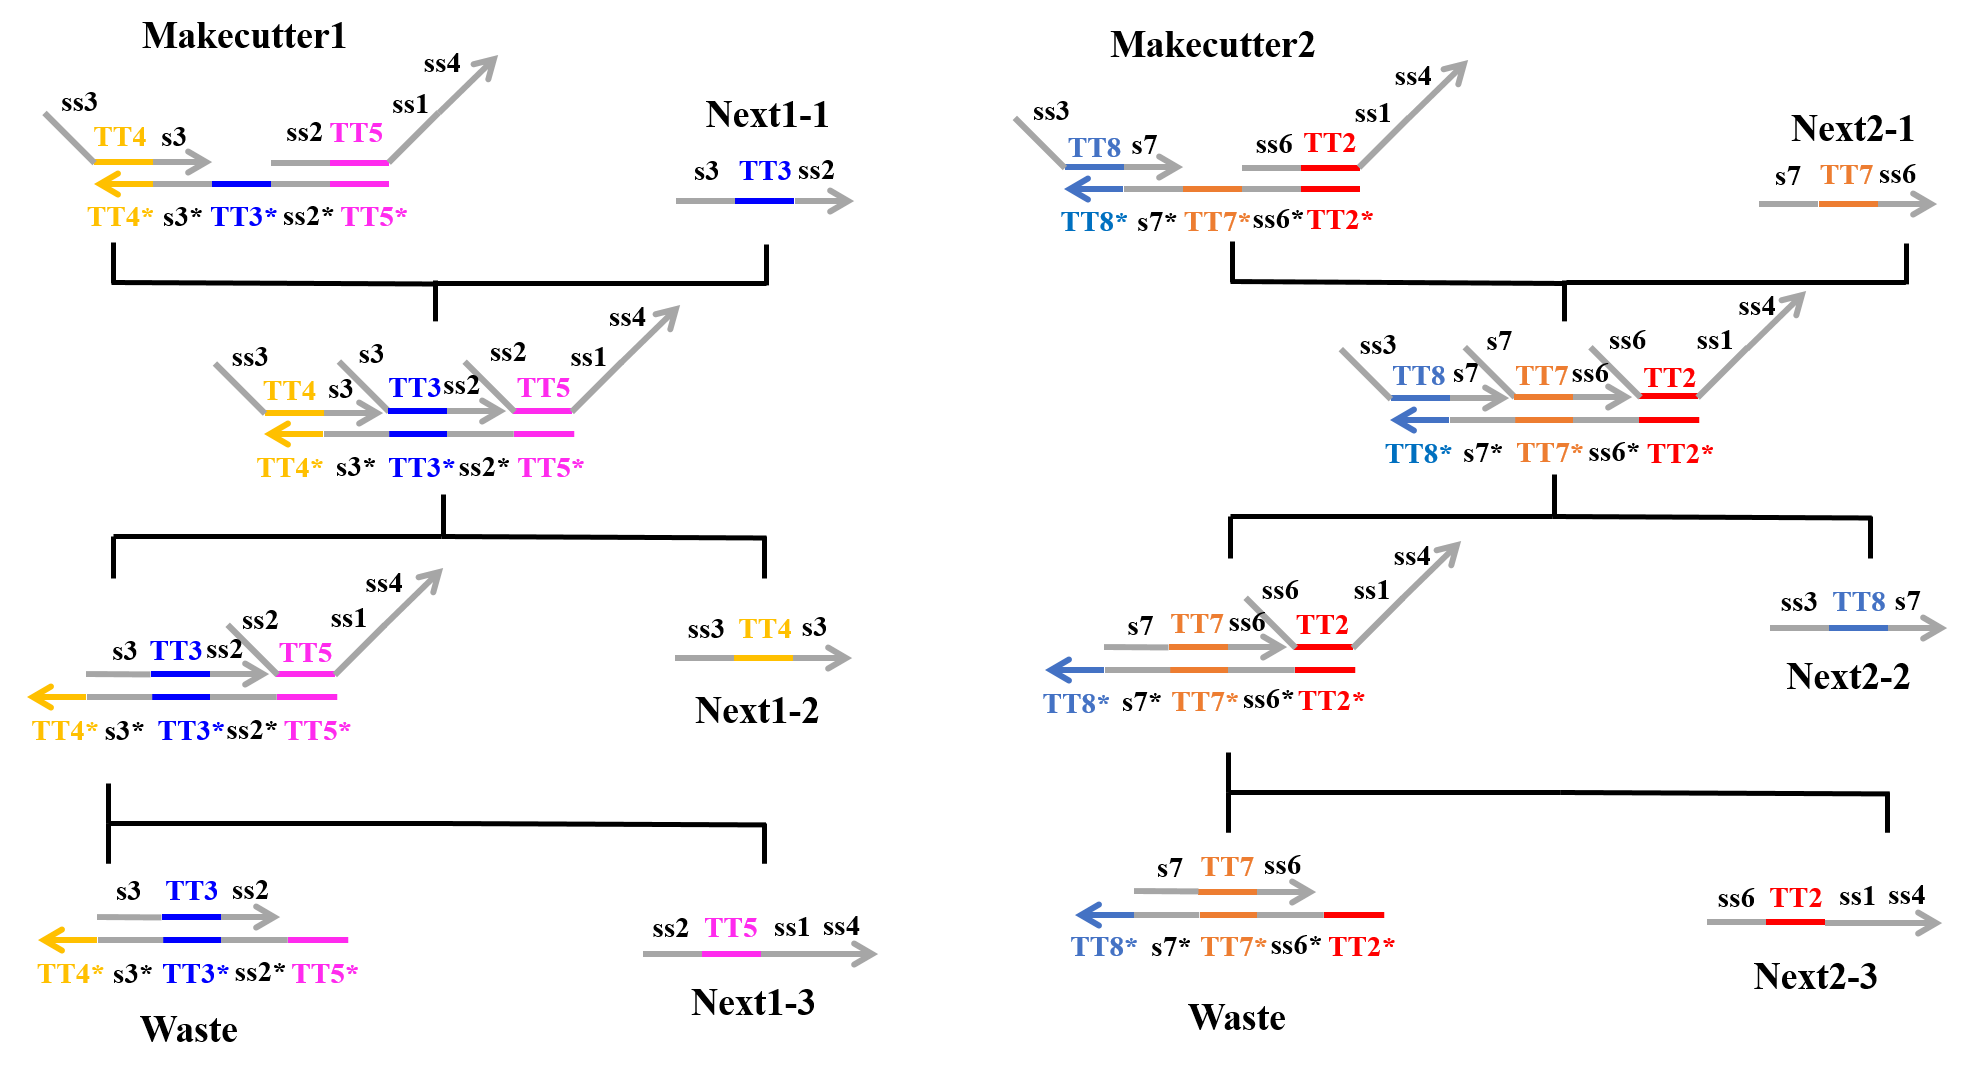 Makecutter1
ss4
ss3
ss1
TT4 s3 ss2 TT5
TT4* s3* TT3* ss2* TT5*
Next1-1
s3 TT3 ss2
ss4
ss3 s3 ss2 ss1
TT4 s3 TT3 ss2 TT5
TT4* s3* TT3* ss2* TT5*
ss4
ss2 ss1
s3 TT3 ss2 TT5
TT4* s3* TT3* ss2* TT5*
ss3 TT4 s3
Next1-2
s3 TT3 ss2
TT4* s3* TT3* ss2* TT5*
Waste
ss2 TT5 ss1 ss4
Next1-3
Makecutter2
ss4
ss3 ss1
TT8 s7 ss6 TT2
TT8* s7* TT7* ss6* TT2*
Next2-1
s7 TT7 ss6
ss4
ss3 s7 ss6 ss1
TT8 s7 TT7 ss6 TT2
TT8* s7* TT7* ss6* TT2*
ss4
ss6 ss1
s7 TT7 ss6 TT2
TT8* s7* TT7* ss6* TT2*
ss3 TT8 s7
Next2-2
s7 TT7 ss6
TT8* s7* TT7* ss6* TT2*
Waste
ss6 TT2 ss1 ss4
Next2-3